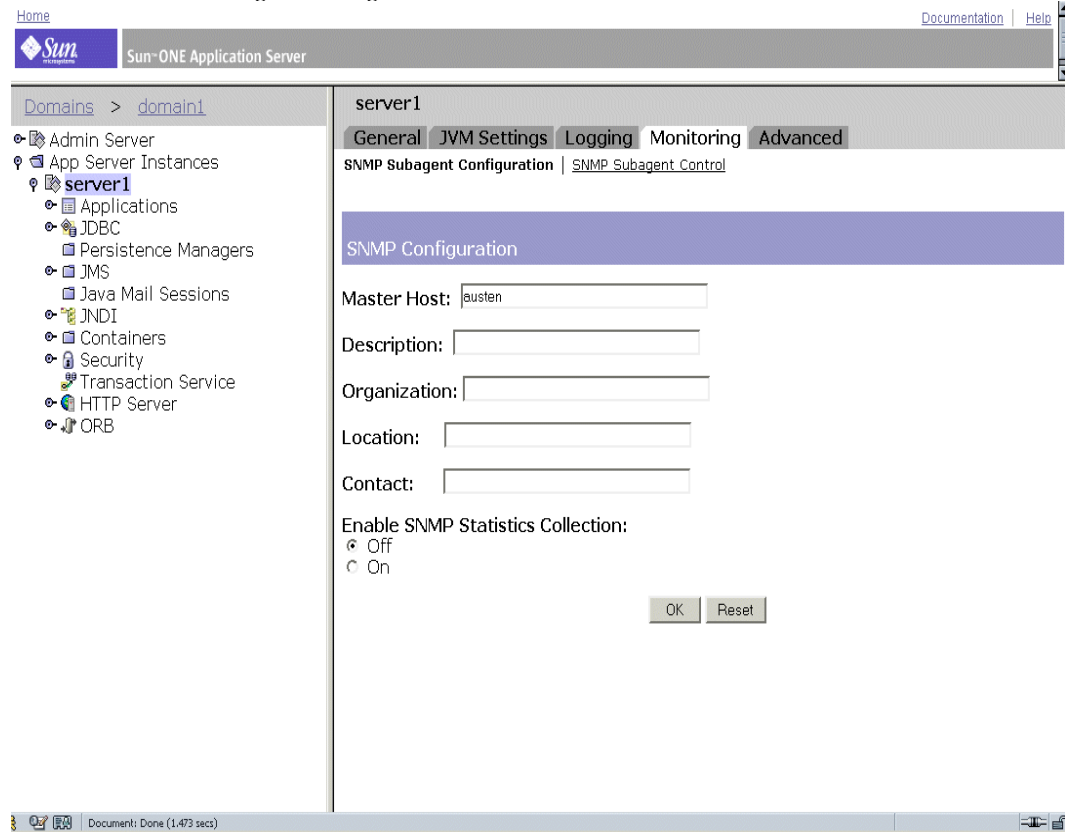 Home
Documentation | Help
Sun microsystems
Sun™ ONE Application Server
Domains > domain1
Admin Server
App Server Instances
server1
Applications
JDBC
Persistence Managers
JMS
Java Mail Sessions
JNDI
Containers
Security
Transaction Service
HTTP Server
ORB
server1
General JVM Settings Logging Monitoring Advanced
SNMP Subagent Configuration | SNMP Subagent Control
SNMP Configuration
Master Host: austen
Description:
Organization:
Location:
Contact:
Enable SNMP Statistics Collection:
Off
On
OK Reset
Document: Done (1.473 secs)